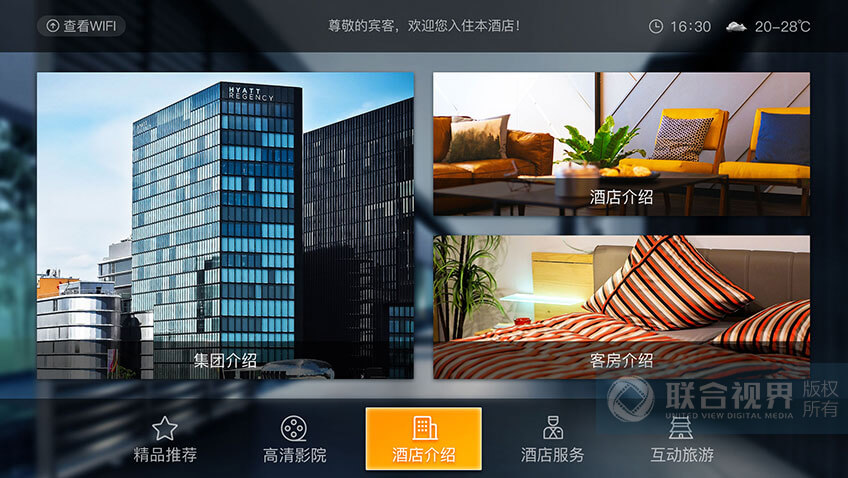 查看WIFI
尊敬的宾客，欢迎您入住本酒店！
16:30
20-28℃
HYATT
REGENCY
集团介绍
酒店介绍
客房介绍
联合视界
UNITED VIEW DIGITAL MEDIA
版权
所有
精品推荐
高清影院
酒店介绍
酒店服务
互动旅游